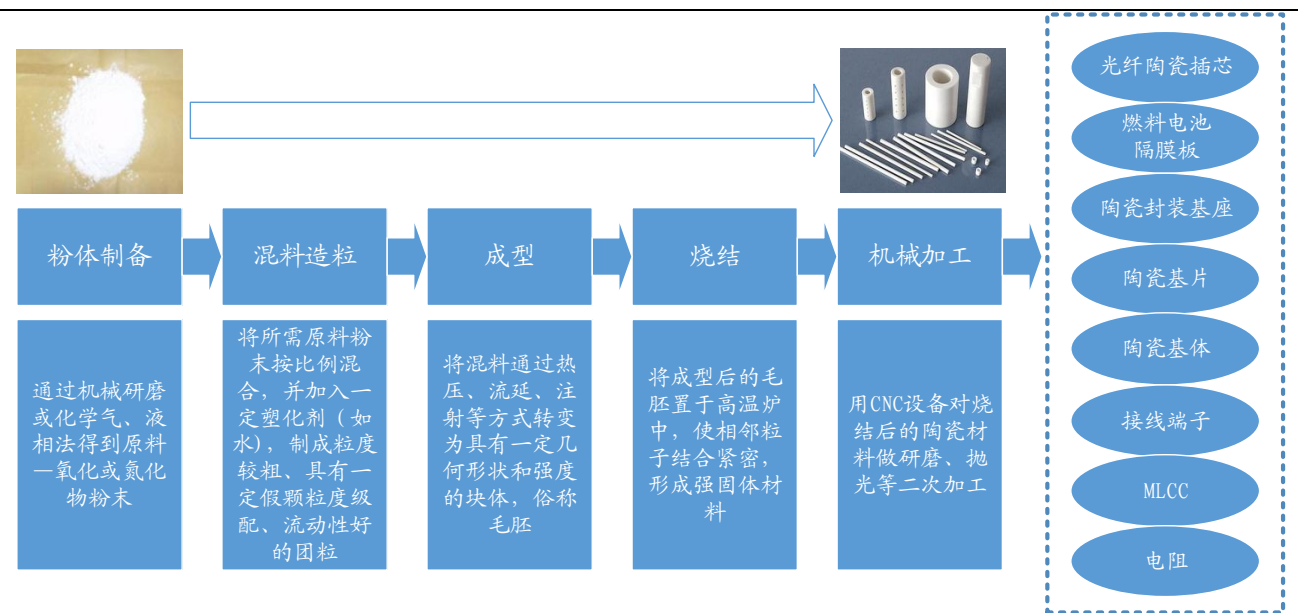 粉体制备
混料造粒
成型
烧结
机械加工
通过机械研磨
或化学气、液
相法得到原料
—氧化或氮化
物粉末
将所需原料粉
末按比例混
合，并加入一
定塑化剂（如
水），制成粒度
较粗、具有一
定假颗粒度级
配、流动性好
的团粒
将混料通过热
压、流延、注
射等方式转变
为具有一定几
何形状和强度
的块体，俗称
毛胚
将成型后的毛
胚置于高温炉
中，使相邻粒
子结合紧密，
形成强固体材
料
用CNC设备对烧
结后的陶瓷材
料做研磨、抛
光等二次加工
光纤陶瓷插芯
燃料电池
隔膜板
陶瓷封装基座
陶瓷基片
陶瓷基体
接线端子
MLCC
电阻